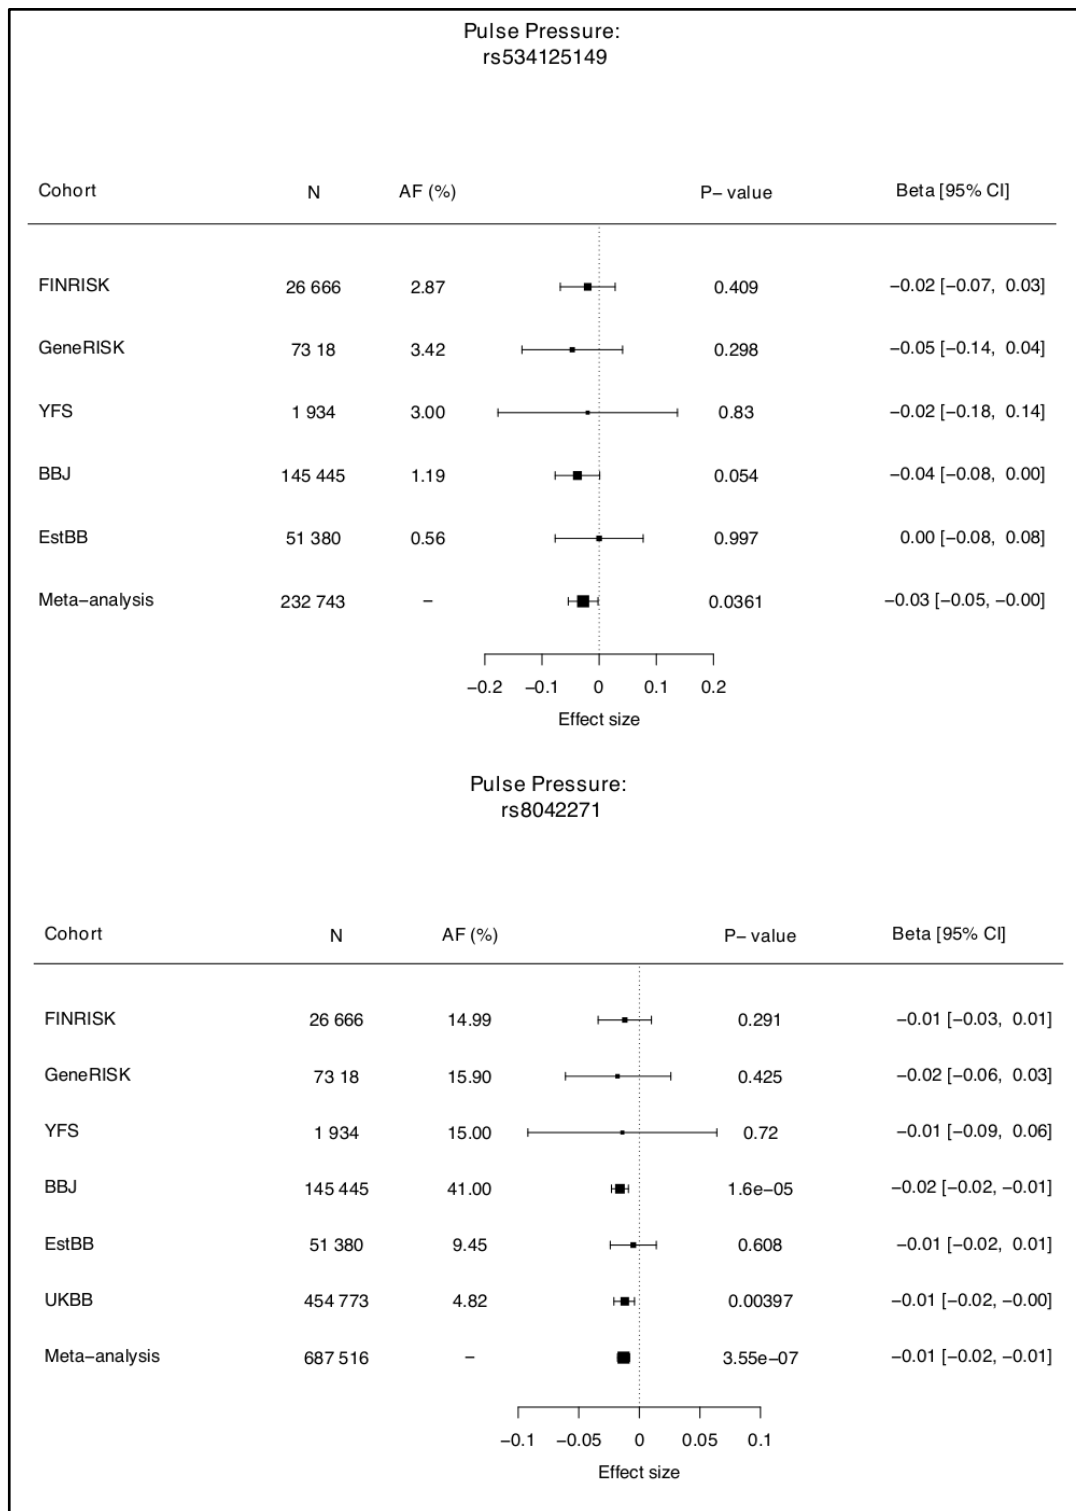 Pulse Pressure:
rs534125149
Cohort N AF (%) P− value Beta [95% CI]
FINRISK 26 666 2.87 0.409 −0.02 [−0.07, 0.03]
GeneRISK 73 18 3.42 0.298 −0.05 [−0.14, 0.04]
YFS 1 934 3.00 0.83 −0.02 [−0.18, 0.14]
BBJ 145 445 1.19 0.054 −0.04 [−0.08, 0.00]
EstBB 51 380 0.56 0.997 0.00 [−0.08, 0.08]
Meta−analysis 232 743 − 0.0361 −0.03 [−0.05, −0.00]
−0.2 −0.1 0 0.1 0.2
Effect size
Pulse Pressure:
rs8042271
Cohort N AF (%) P− value Beta [95% CI]
FINRISK 26 666 14.99 0.291 −0.01 [−0.03, 0.01]
GeneRISK 73 18 15.90 0.425 −0.02 [−0.06, 0.03]
YFS 1 934 15.00 0.72 −0.01 [−0.09, 0.06]
BBJ 145 445 41.00 1.6e−05 −0.02 [−0.02, −0.01]
EstBB 51 380 9.45 0.608 −0.01 [−0.02, 0.01]
UKBB 454 773 4.82 0.00397 −0.01 [−0.02, −0.00]
Meta−analysis 687 516 − 3.55e−07 −0.01 [−0.02, −0.01]
−0.1 −0.05 0 0.05 0.1
Effect size